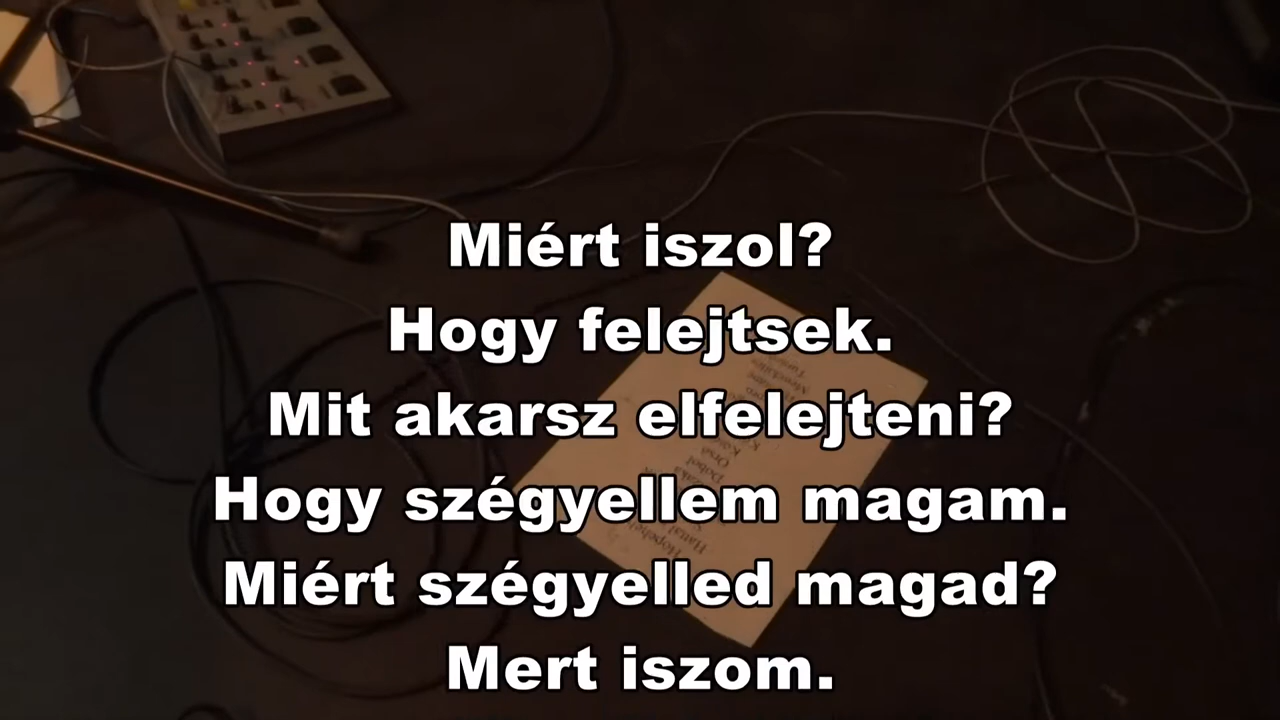 Miért iszol?
Hogy felejtsek.
Mit akarsz elfelejteni?
Hogy szégyellem magam.
Miért szégyelled magad?
Mert iszom.